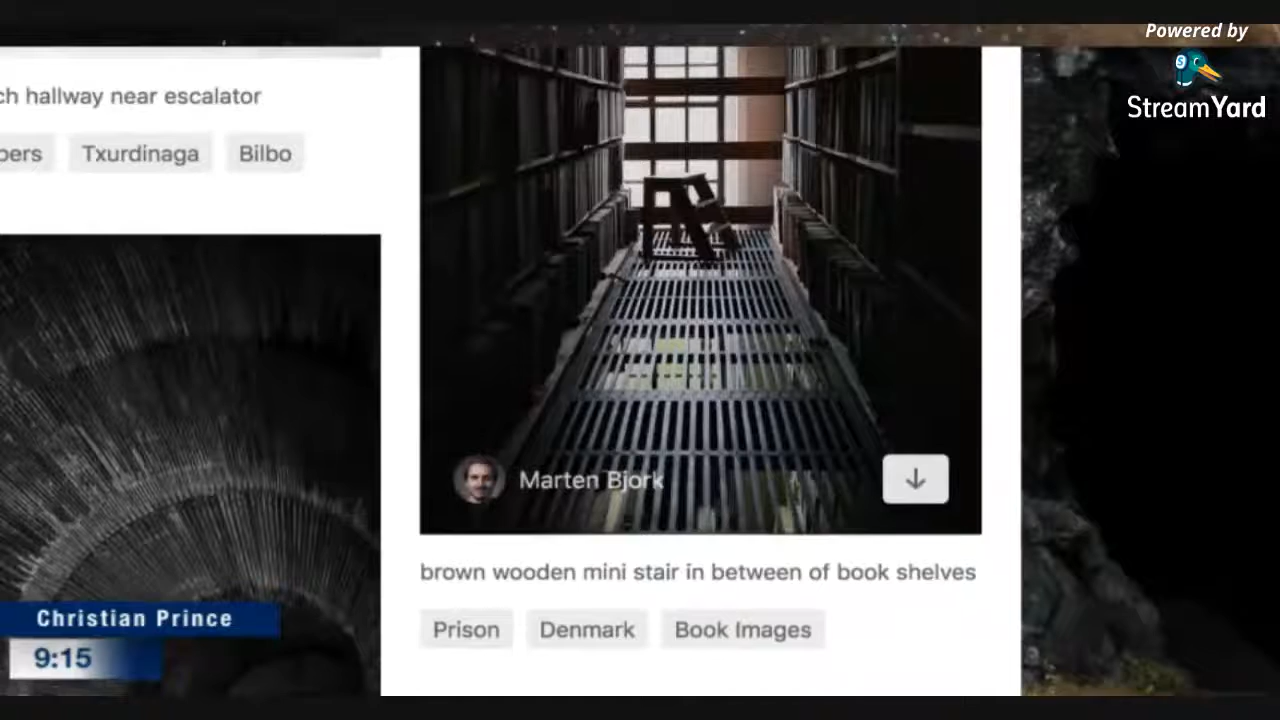 Powered by
StreamYard
ch hallway near escalator
bers
Txurdinaga
Bilbo
Marten Bjork
brown wooden mini stair in between of book shelves
Prison
Denmark
Book Images
Christian Prince
9:15